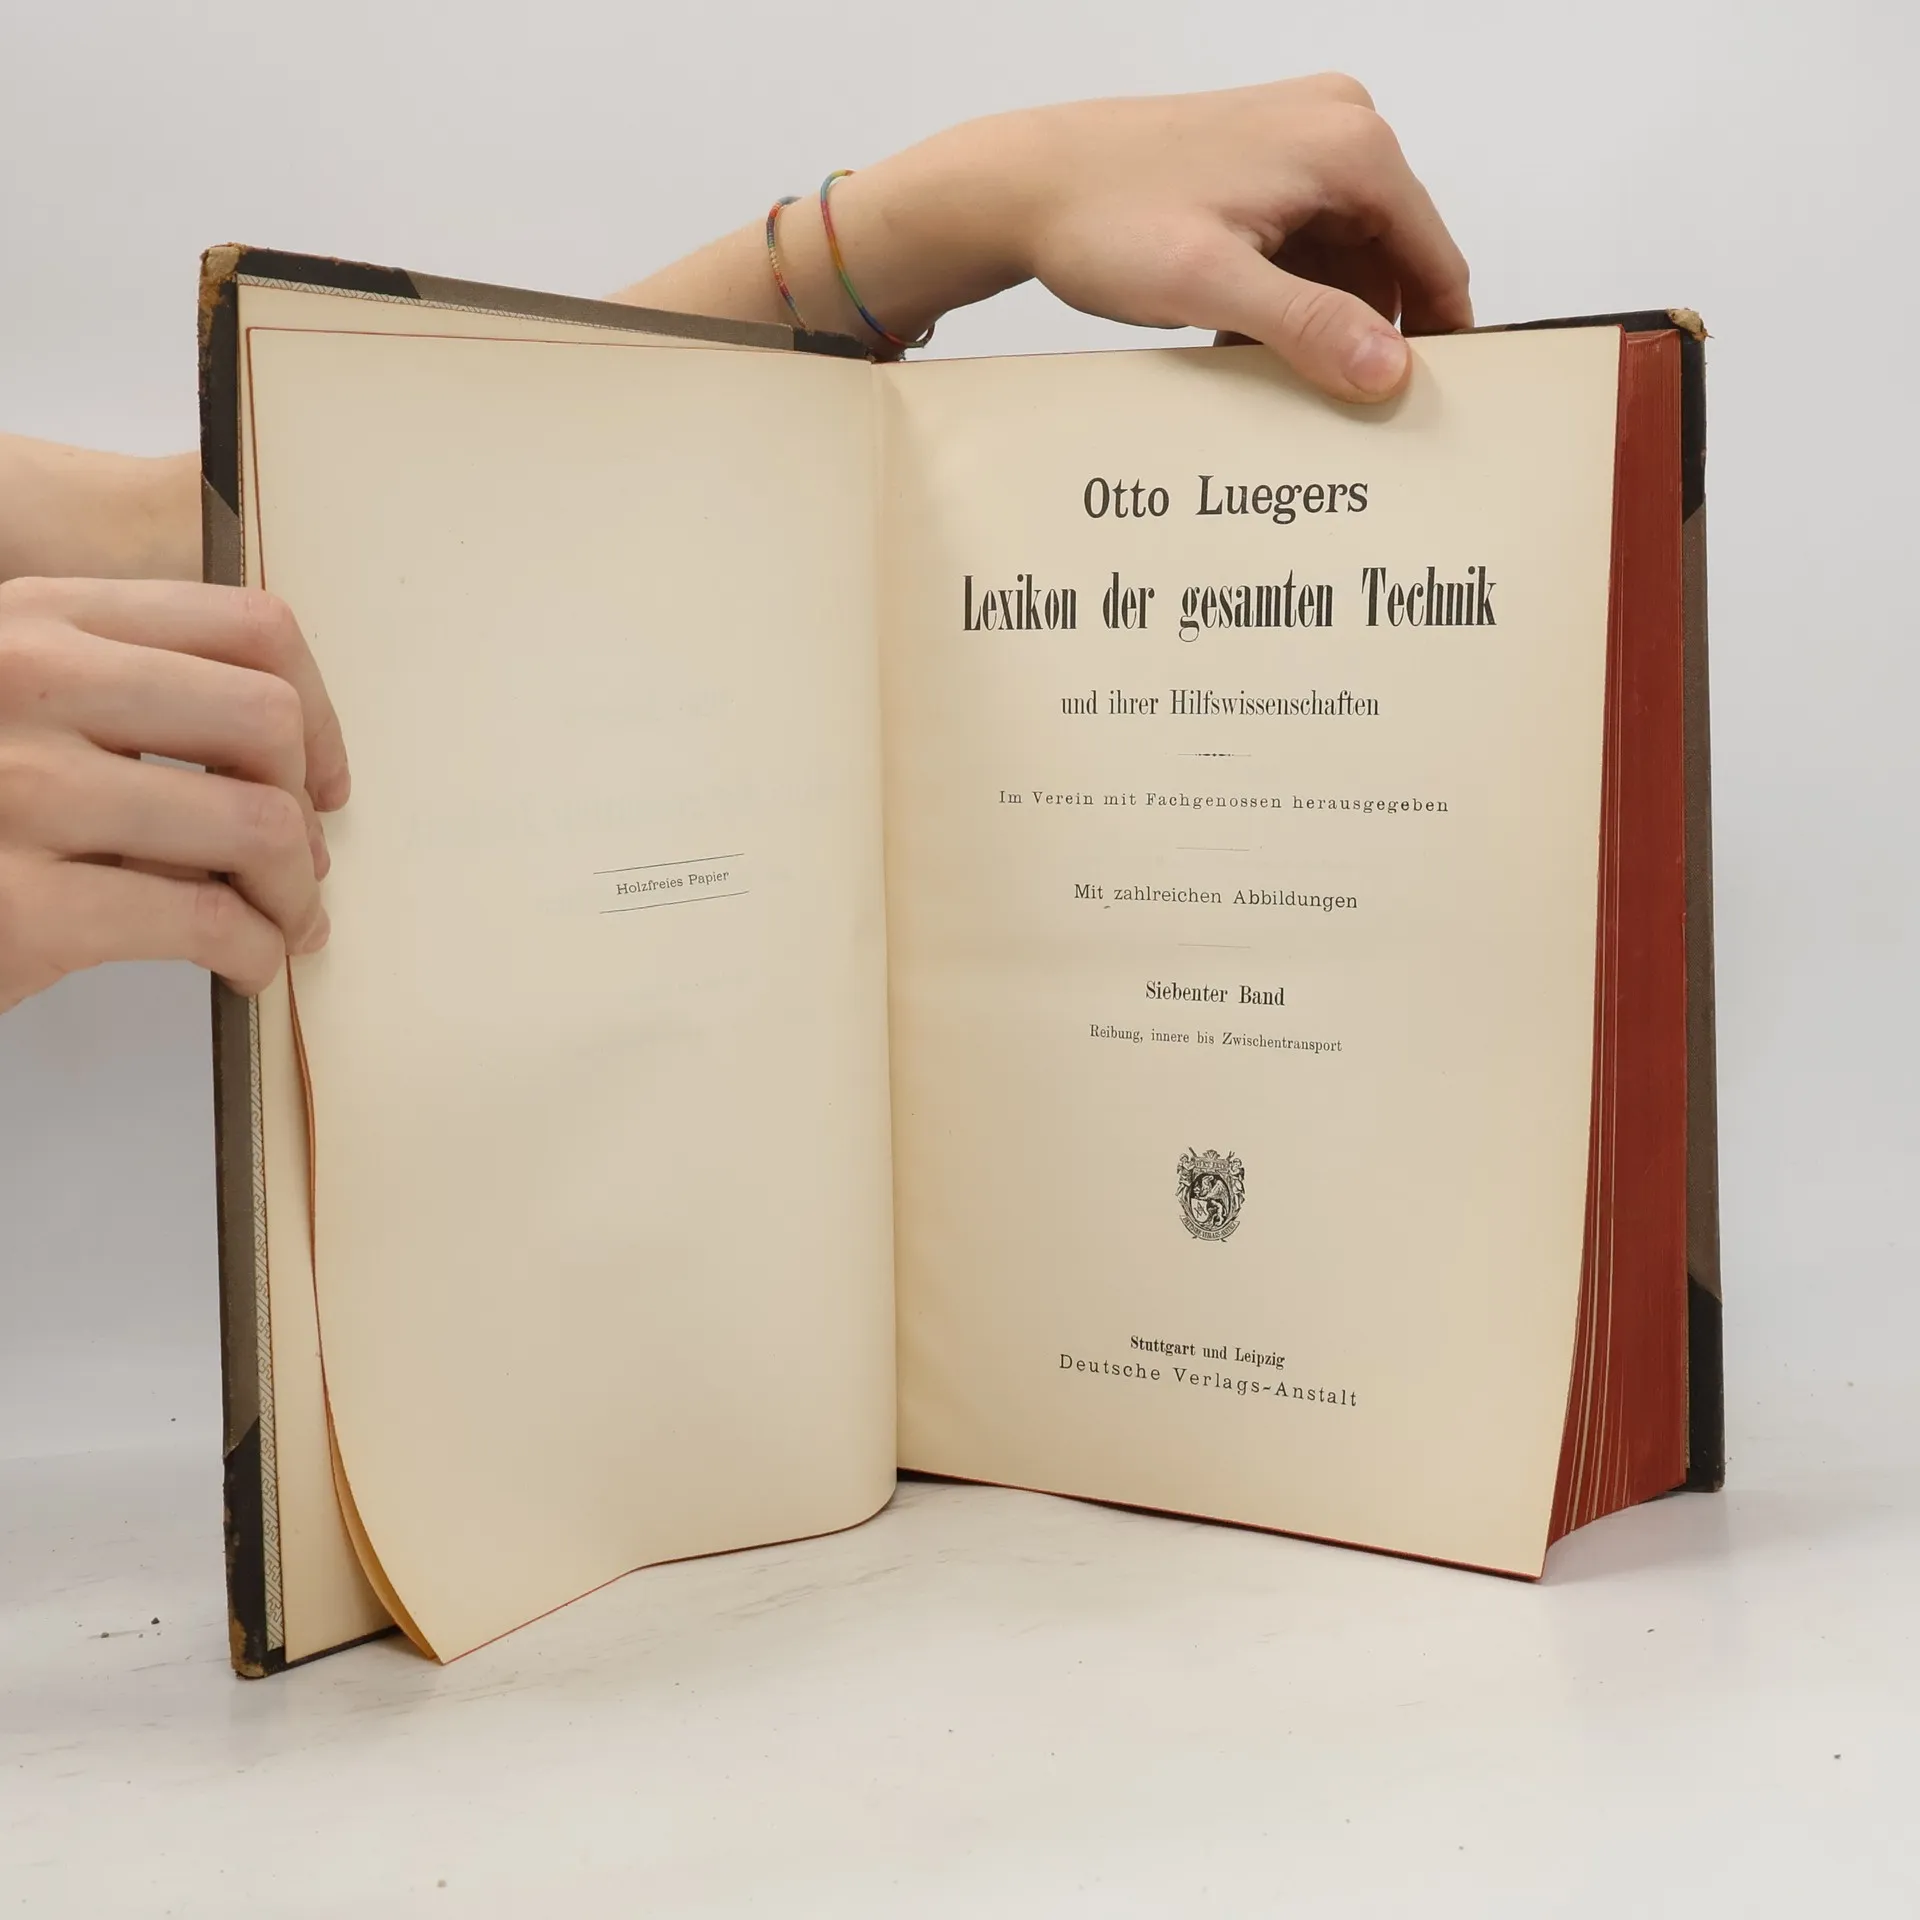 Holzfreies Papier
Otto Luegers
Lexikon der gesamten Technik
und ihrer Hilfswissenschaften
Im Verein mit Fachgenossen herausgegeben
Mit zahlreichen Abbildungen
Siebenter Band
Reibung, innere bis Zwischentransport
Stuttgart und Leipzig
Deutsche Verlags-Anstalt